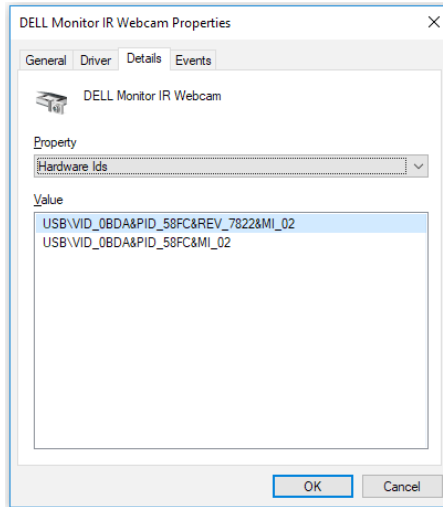 DELL Monitor IR Webcam Properties
General Driver Details Events
DELL Monitor IR Webcam
Property
Hardware Ids
Value
USB\VID_0BDA&PID_58FC&REV_7822&MI_02
USB\VID_0BDA&PID_58FC&MI_02
OK Cancel